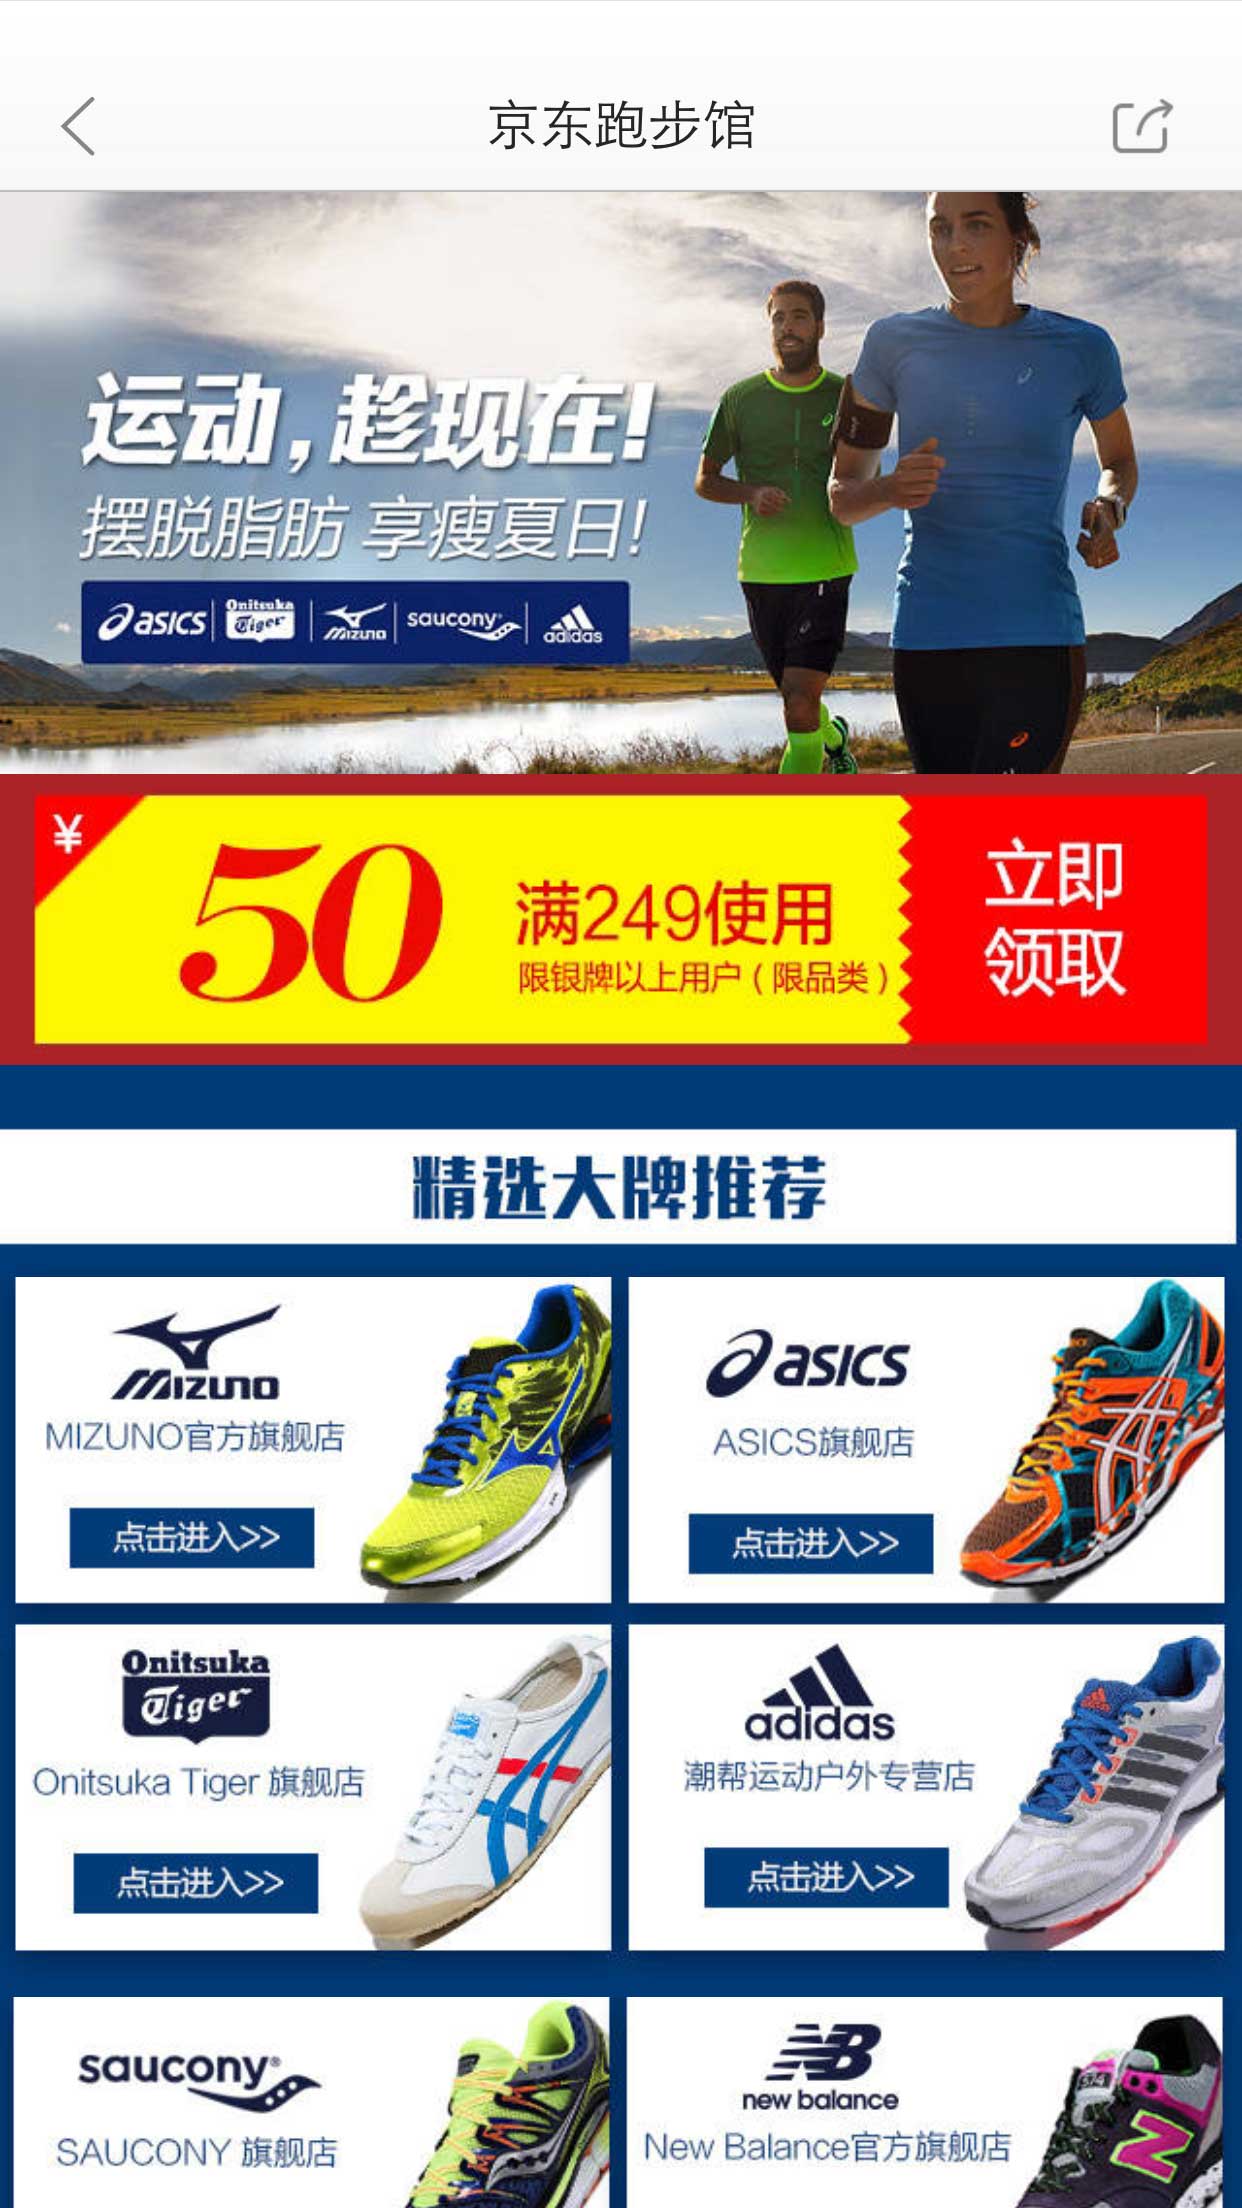 京东跑步馆
运动,趁现在!
摆脱脂肪 享瘦夏日!
asics Onitsuka Tiger MIZUNO saucony adidas
¥ 50 满249使用
限银牌以上用户(限品类)
立即
领取
精选大牌推荐
MIZUNO
MIZUNO官方旗舰店
点击进入>>
asics
ASICS旗舰店
点击进入>>
Onitsuka
Tiger
Onitsuka Tiger 旗舰店
点击进入>>
adidas
潮帮运动户外专营店
点击进入>>
saucony®
SAUCONY 旗舰店
NB
new balance
New Balance官方旗舰店
574
N